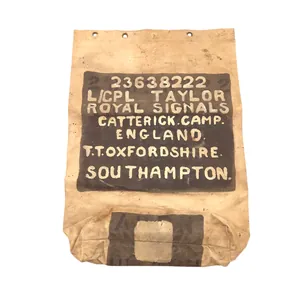 23638222
L/CPL TAYLOR
ROYAL SIGNALS
CATTERICK.CAMP.
ENGLAND.
T.T.OXFORDSHIRE.
SOUTHAMPTON.